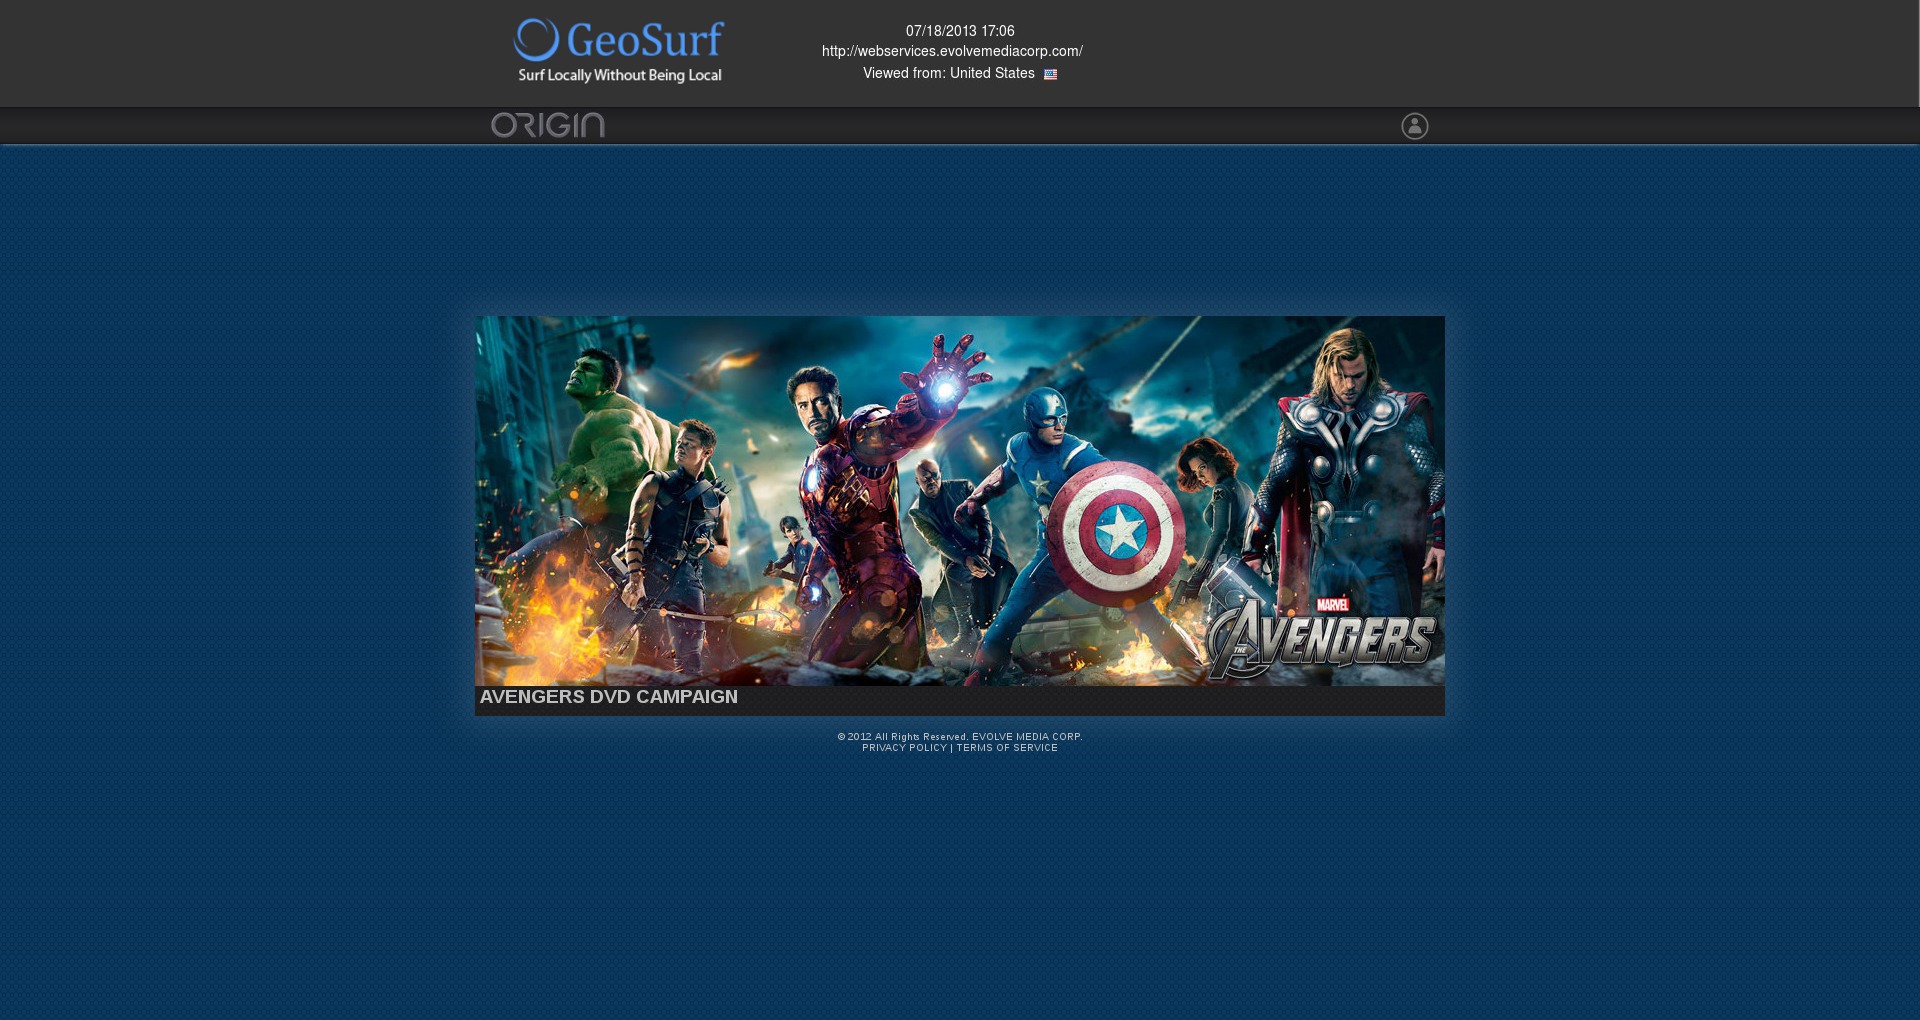 GeoSurf
Surf Locally Without Being Local
07/18/2013 17:06
http://webservices.evolvemediacorp.com/
Viewed from: United States
ORIGIN
MARVEL
THE AVENGERS
AVENGERS DVD CAMPAIGN
© 2012 All Rights Reserved. EVOLVE MEDIA CORP.
PRIVACY POLICY | TERMS OF SERVICE